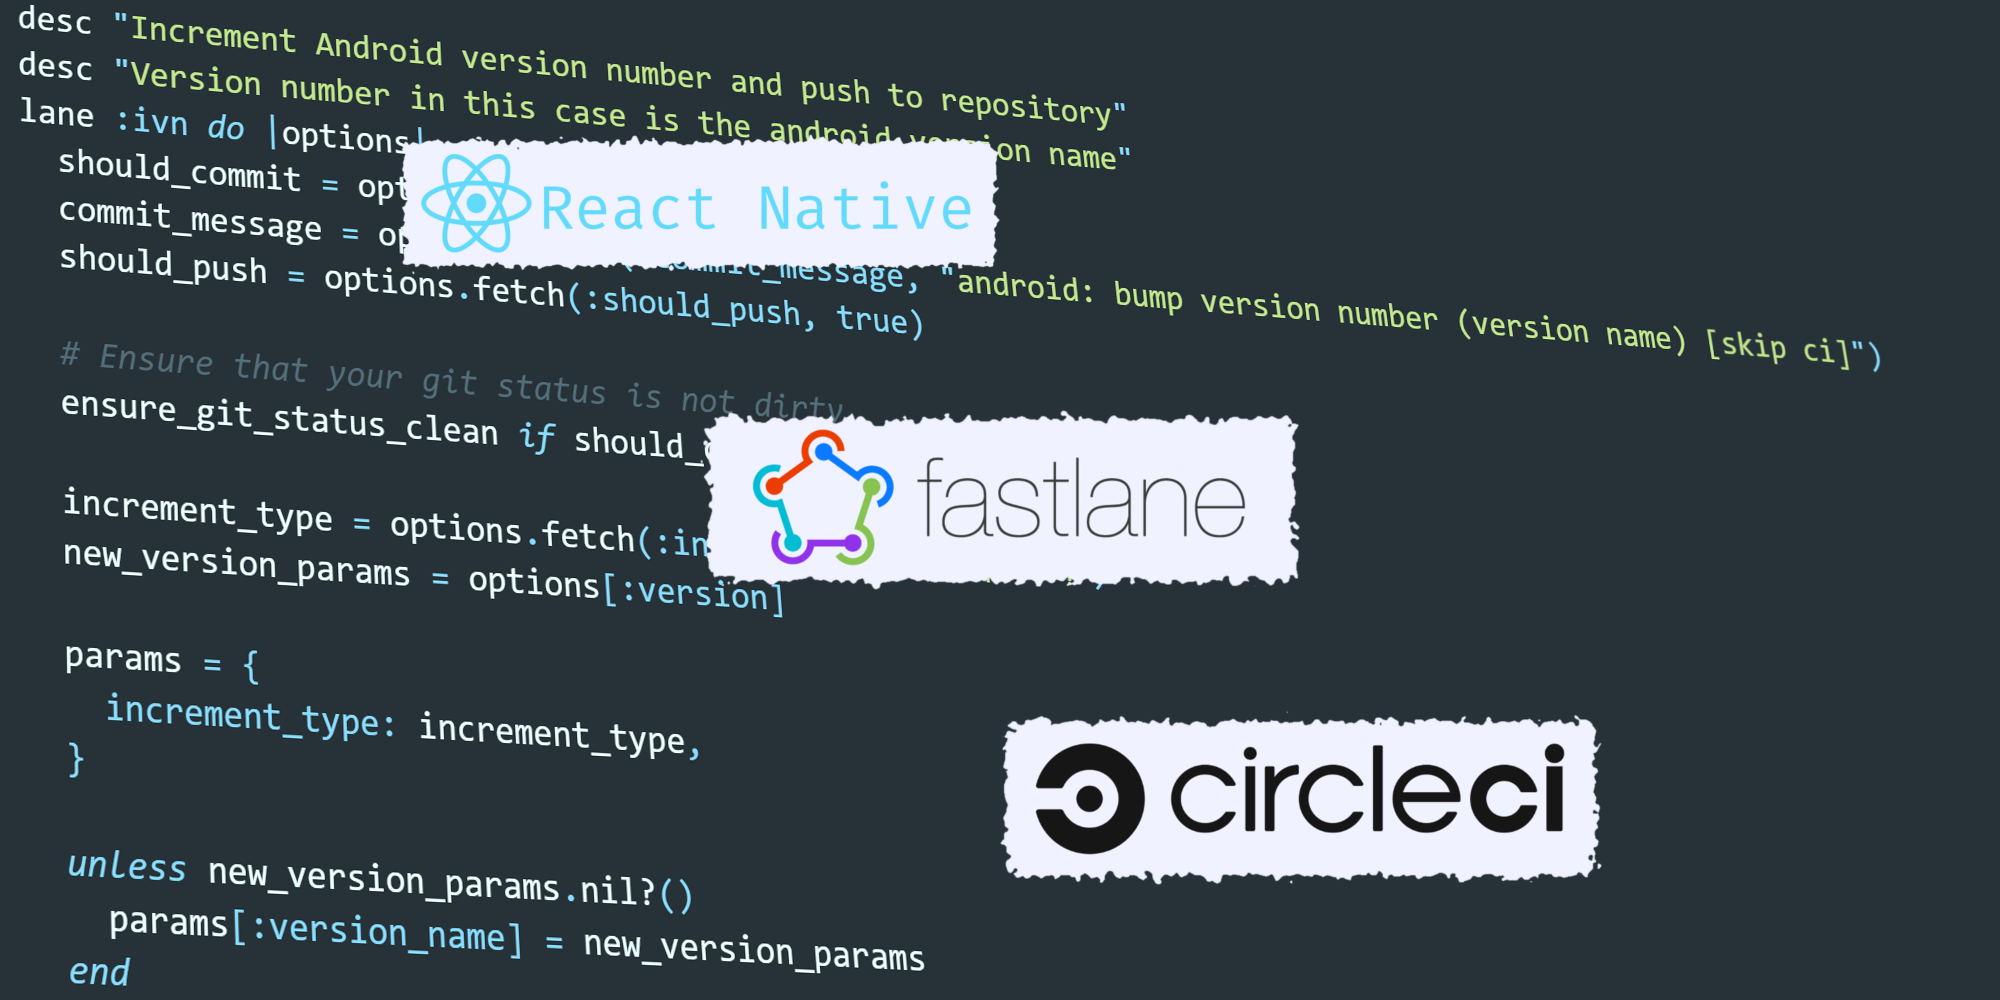 desc "Increment Android version number and push to repository"
desc "Version number in this case is the android version name"
lane :ivn do |options|
should_commit = opt
React Native
commit_message = op commit_message, "android: bump version number (version name) [skip ci]")
should_push = options.fetch(:should_push, true)
# Ensure that your git status is not dirty
ensure_git_status_clean if should_
fastlane
increment_type = options.fetch(:in
new_version_params = options[:version]
params = {
increment_type: increment_type,
}
circleci
unless new_version_params.nil?()
params[:version_name] = new_version_params
end